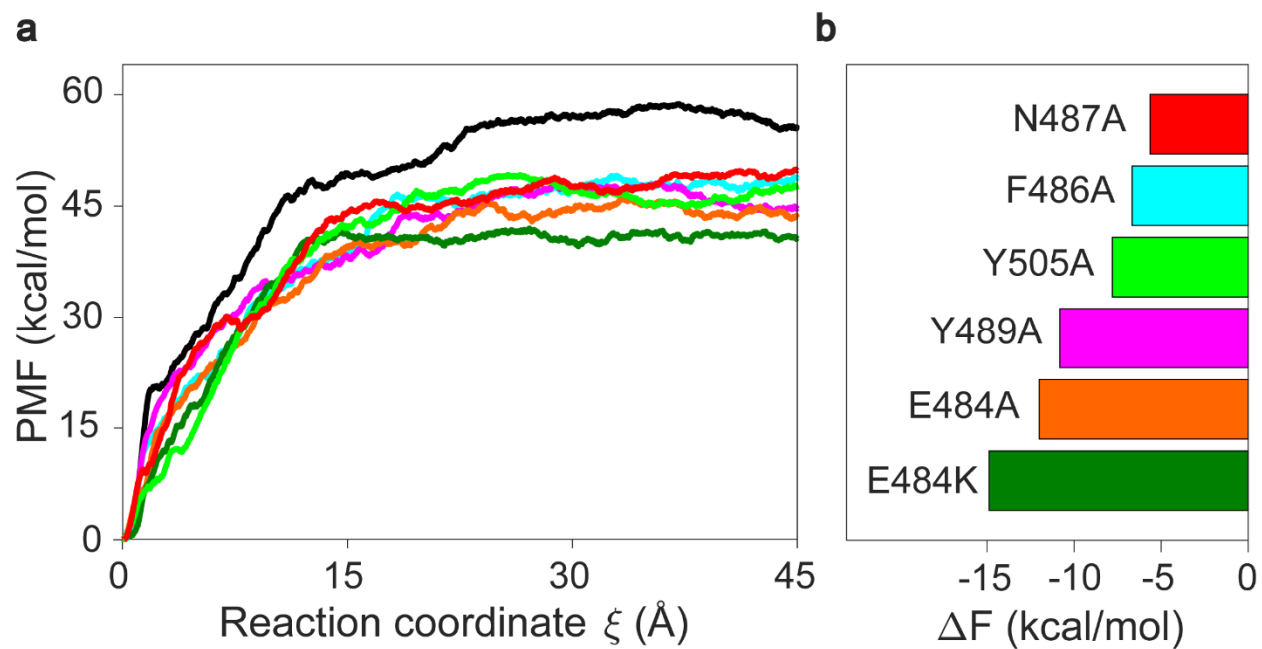 a
60
45
30
15
0
PMF (kcal/mol)
0 15 30 45
Reaction coordinate ξ (Å)
b
N487A
F486A
Y505A
Y489A
E484A
E484K
-15 -10 -5 0
ΔF (kcal/mol)